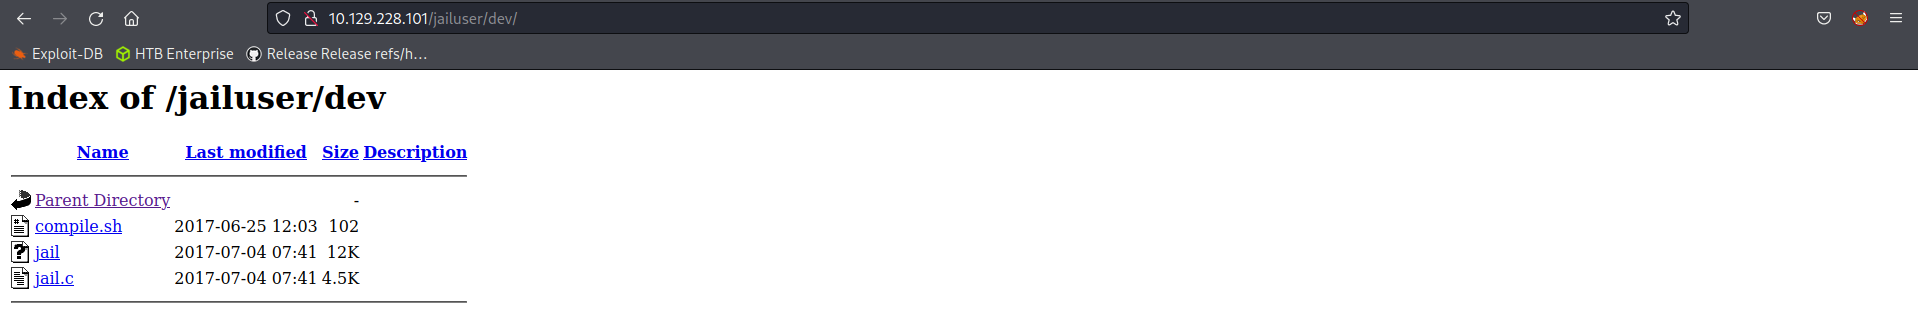 10.129.228.101/jailuser/dev/
Exploit-DB HTB Enterprise Release Release refs/h...
Index of /jailuser/dev
Name Last modified Size Description
Parent Directory -
compile.sh 2017-06-25 12:03 102
jail 2017-07-04 07:41 12K
jail.c 2017-07-04 07:41 4.5K